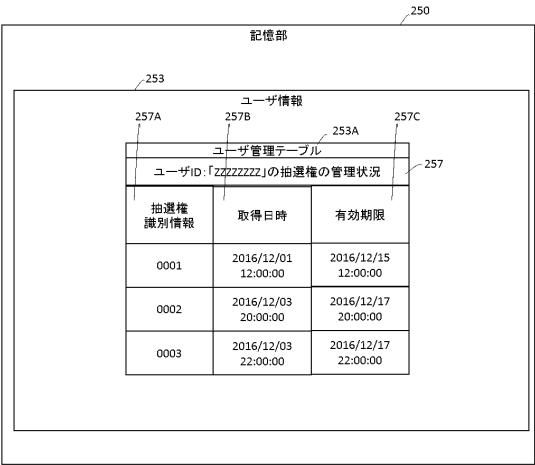 250
記憶部
253
ユーザ情報
257A
257B
257C
253A
ユーザ管理テーブル
ユーザID:「ZZZZZZZZ」の抽選権の管理状況
257
抽選権
識別情報
取得日時
有効期限
0001
2016/12/01
12:00:00
2016/12/15
12:00:00
0002
2016/12/03
20:00:00
2016/12/17
20:00:00
0003
2016/12/03
22:00:00
2016/12/17
22:00:00